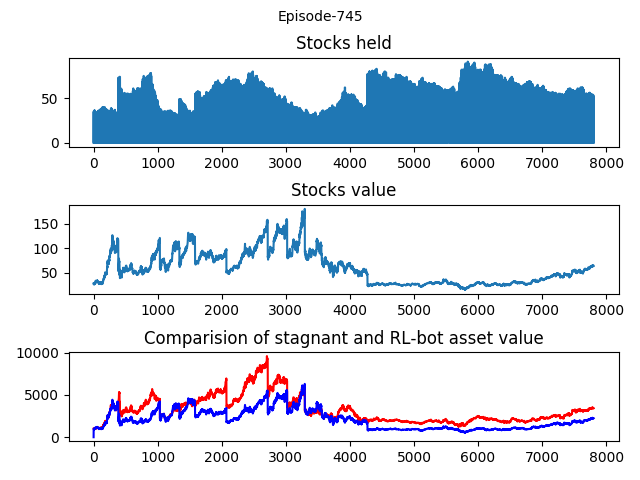 Episode-745
Stocks held
50
0
0 1000 2000 3000 4000 5000 6000 7000 8000
Stocks value
150
100
50
0 1000 2000 3000 4000 5000 6000 7000 8000
Comparision of stagnant and RL-bot asset value
10000
5000
0
0 1000 2000 3000 4000 5000 6000 7000 8000